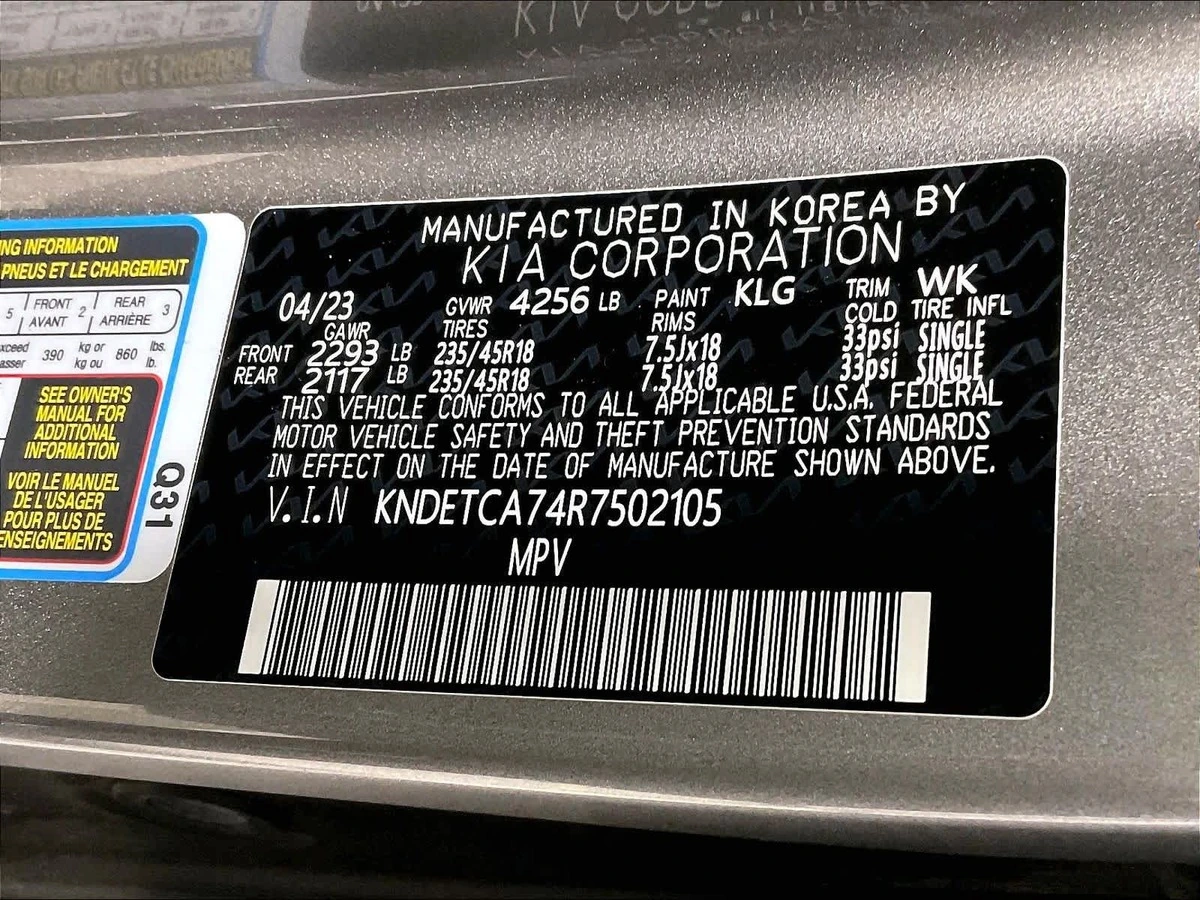 MANUFACTURED IN KOREA BY
KIA CORPORATION
04/23 GVWR 4256 LB PAINT KLG TRIM WK
GAWR TIRES RIMS COLD TIRE INFL
FRONT 2293 LB 235/45R18 7.5Jx18 33psi SINGLE
REAR 2117 LB 235/45R18 7.5Jx18 33psi SINGLE
THIS VEHICLE CONFORMS TO ALL APPLICABLE U.S.A. FEDERAL
MOTOR VEHICLE SAFETY AND THEFT PREVENTION STANDARDS
IN EFFECT ON THE DATE OF MANUFACTURE SHOWN ABOVE.
V.I.N KNDETCA74R7502105
MPV
INFORMATION
PNEUS ET LE CHARGEMENT
5 FRONT 2 REAR 3
AVANT ARRIÈRE
kg or lbs.
390 860
kg ou lb.
SEE OWNER'S
MANUAL FOR
ADDITIONAL
INFORMATION
VOIR LE MANUEL
DE L'USAGER
POUR PLUS DE
ENSEIGNEMENTS
Q31